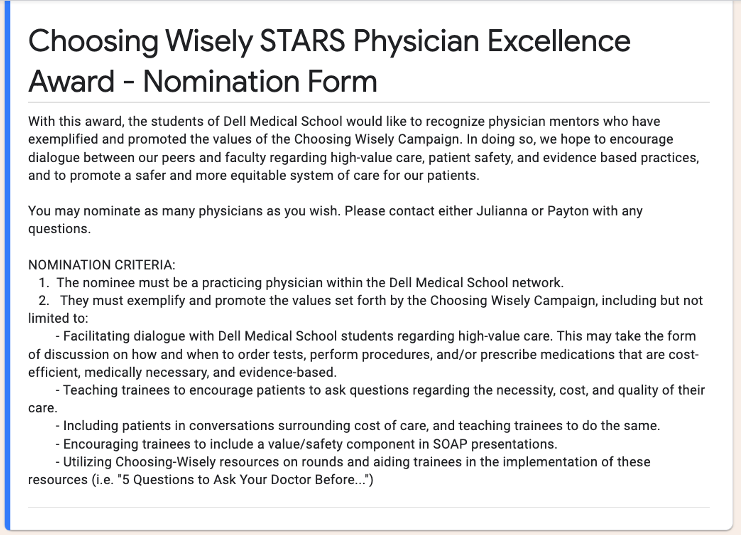 Choosing Wisely STARS Physician Excellence
Award - Nomination Form
With this award, the students of Dell Medical School would like to recognize physician mentors who have
exemplified and promoted the values of the Choosing Wisely Campaign. In doing so, we hope to encourage
dialogue between our peers and faculty regarding high-value care, patient safety, and evidence based practices,
and to promote a safer and more equitable system of care for our patients.
You may nominate as many physicians as you wish. Please contact either Julianna or Payton with any
questions.
NOMINATION CRITERIA:
1. The nominee must be a practicing physician within the Dell Medical School network.
2. They must exemplify and promote the values set forth by the Choosing Wisely Campaign, including but not
limited to:
- Facilitating dialogue with Dell Medical School students regarding high-value care. This may take the form
of discussion on how and when to order tests, perform procedures, and/or prescribe medications that are cost-
efficient, medically necessary, and evidence-based.
- Teaching trainees to encourage patients to ask questions regarding the necessity, cost, and quality of their
care.
- Including patients in conversations surrounding cost of care, and teaching trainees to do the same.
- Encouraging trainees to include a value/safety component in SOAP presentations.
- Utilizing Choosing-Wisely resources on rounds and aiding trainees in the implementation of these
resources (i.e. "5 Questions to Ask Your Doctor Before...")